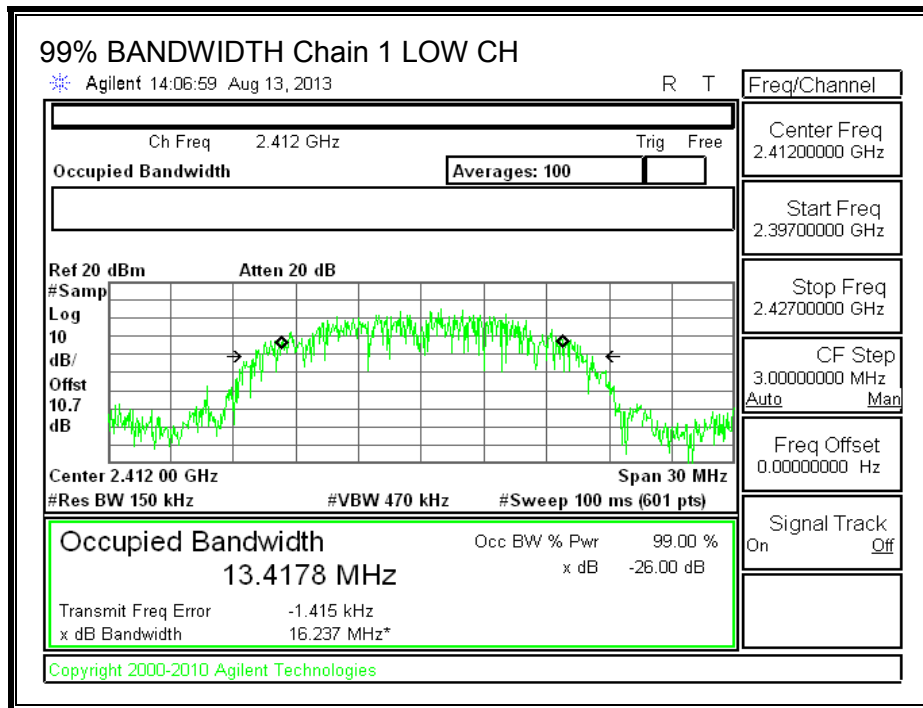 99% BANDWIDTH Chain 1 LOW CH
Agilent 14:06:59 Aug 13, 2013 R T
Ch Freq 2.412 GHz Trig Free
Occupied Bandwidth Averages: 100
Ref 20 dBm Atten 20 dB
#Samp
Log
10
dB/
Offst
10.7
dB
Center 2.412 00 GHz Span 30 MHz
#Res BW 150 kHz #VBW 470 kHz #Sweep 100 ms (601 pts)
Occupied Bandwidth Occ BW % Pwr 99.00 %
13.4178 MHz x dB -26.00 dB
Transmit Freq Error -1.415 kHz
x dB Bandwidth 16.237 MHz*
Copyright 2000-2010 Agilent Technologies
Freq/Channel
Center Freq
2.41200000 GHz
Start Freq
2.39700000 GHz
Stop Freq
2.42700000 GHz
CF Step
3.00000000 MHz
Auto Man
Freq Offset
0.00000000 Hz
Signal Track
On Off